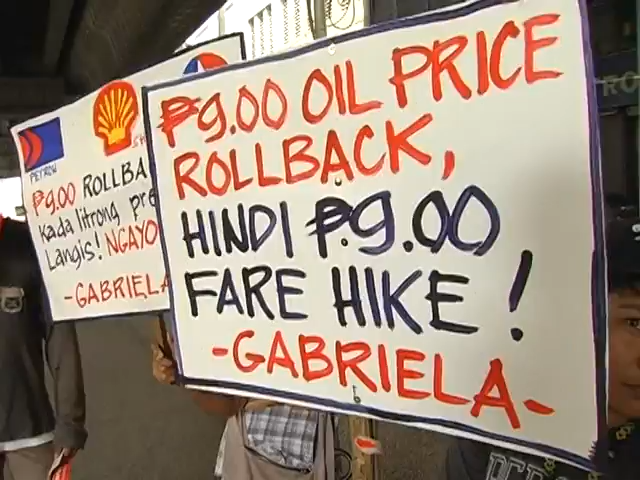 ₱9.00 OIL PRICE
ROLLBACK,
HINDI ₱9.00
FARE HIKE!
-GABRIELA-
PETRON
₱9.00 ROLLBA
kada litrong pre
Langis! NGAYO
-GABRIELA